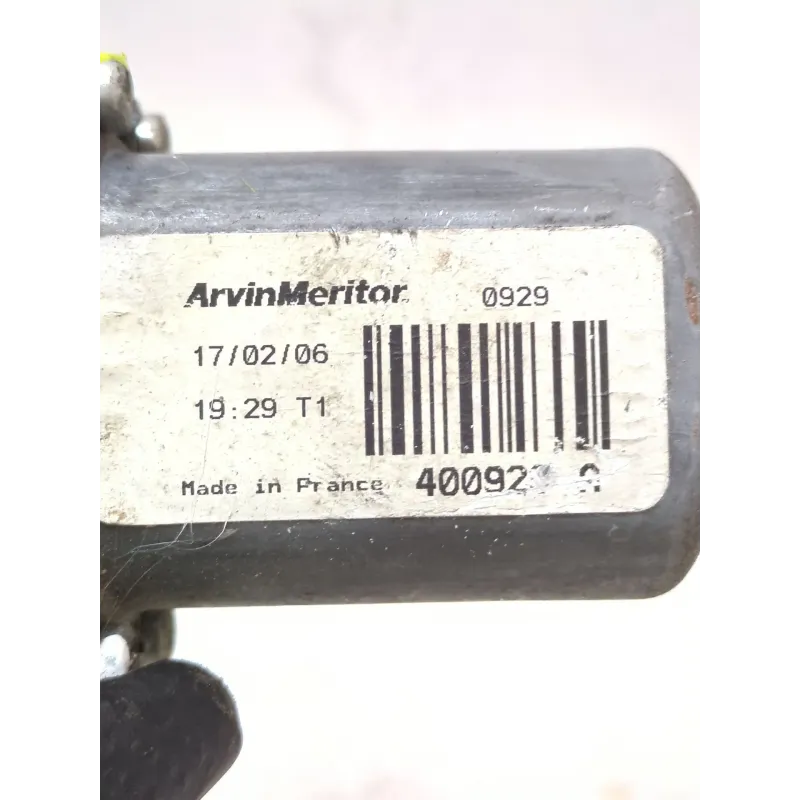 ArvinMeritor 0929
17/02/06
19:29 T1
Made in France